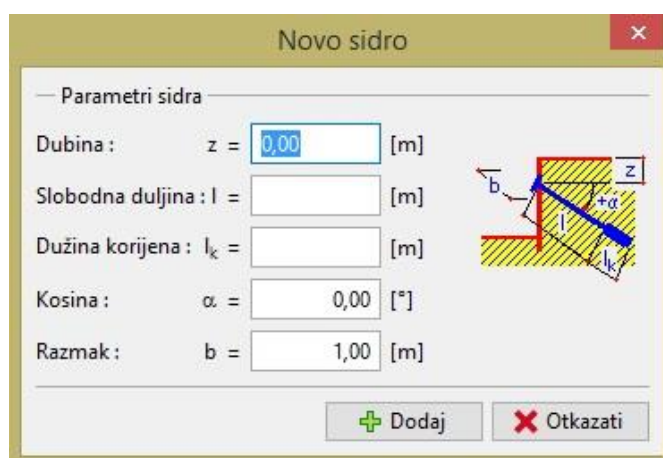 Novo sidro
Parametri sidra
Dubina : z = 0,00 [m]
Slobodna duljina : l = [m]
Dužina korijena : lk = [m]
Kosina : α = 0,00 [°]
Razmak : b = 1,00 [m]
z
b
+α
l
lk
Dodaj Otkazati